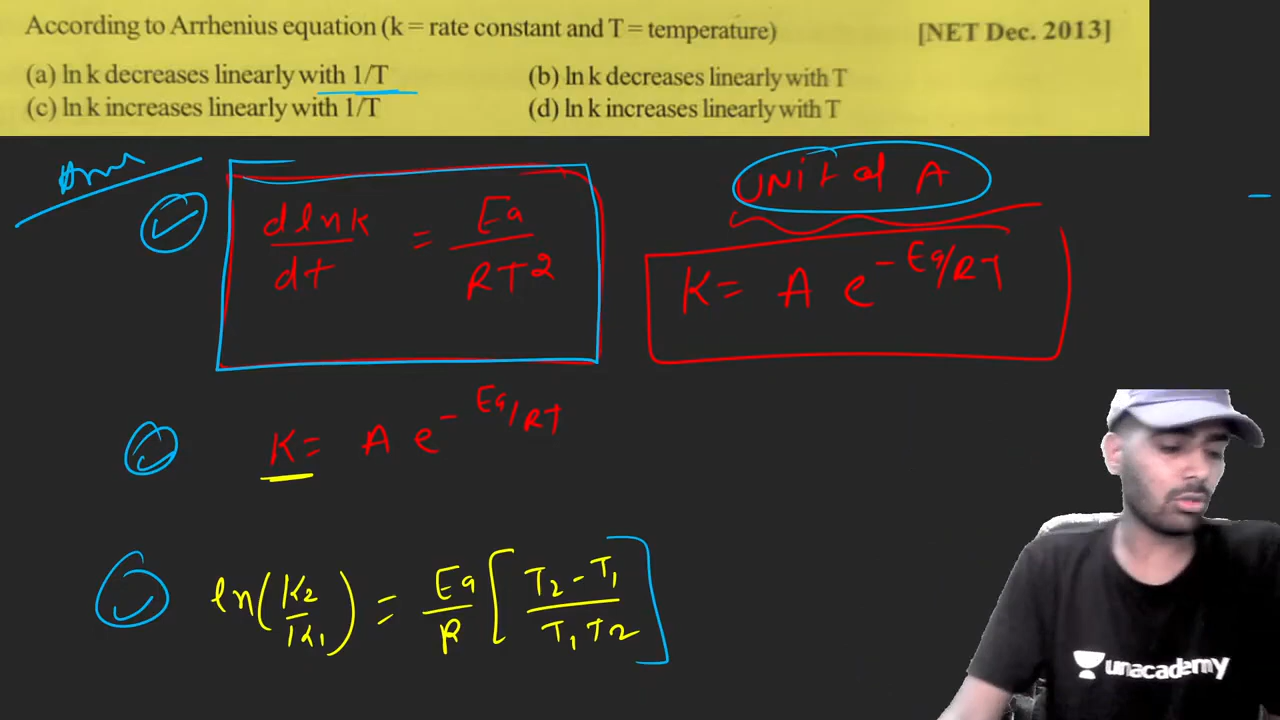 According to Arrhenius equation (k = rate constant and T = temperature) [NET Dec. 2013]
(a) ln k decreases linearly with 1/T (b) ln k decreases linearly with T
(c) ln k increases linearly with 1/T (d) ln k increases linearly with T
Ans
UNit of A
dlnk/dt = Ea/RT2
K= A e-Ea/RT
K= A e-Ea/RT
ln(K2/K1) = Ea/R [T2-T1/T1T2]
unacademy